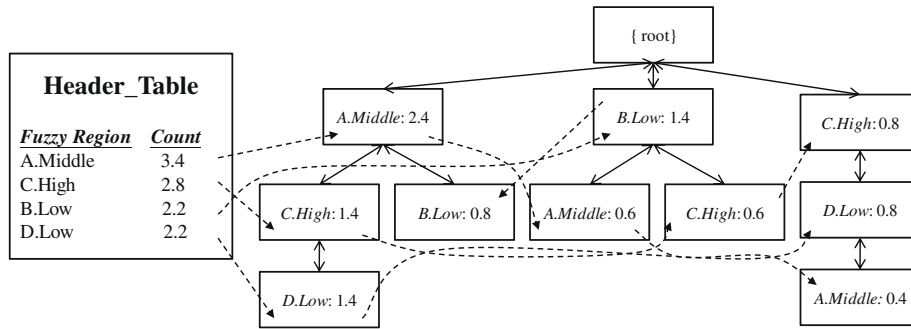 { root}
Header_Table
Fuzzy Region Count
A.Middle 3.4
C.High 2.8
B.Low 2.2
D.Low 2.2
A.Middle: 2.4
B.Low: 1.4
C.High: 0.8
C.High: 1.4
B.Low: 0.8
A.Middle: 0.6
C.High: 0.6
D.Low: 0.8
D.Low: 1.4
A.Middle: 0.4